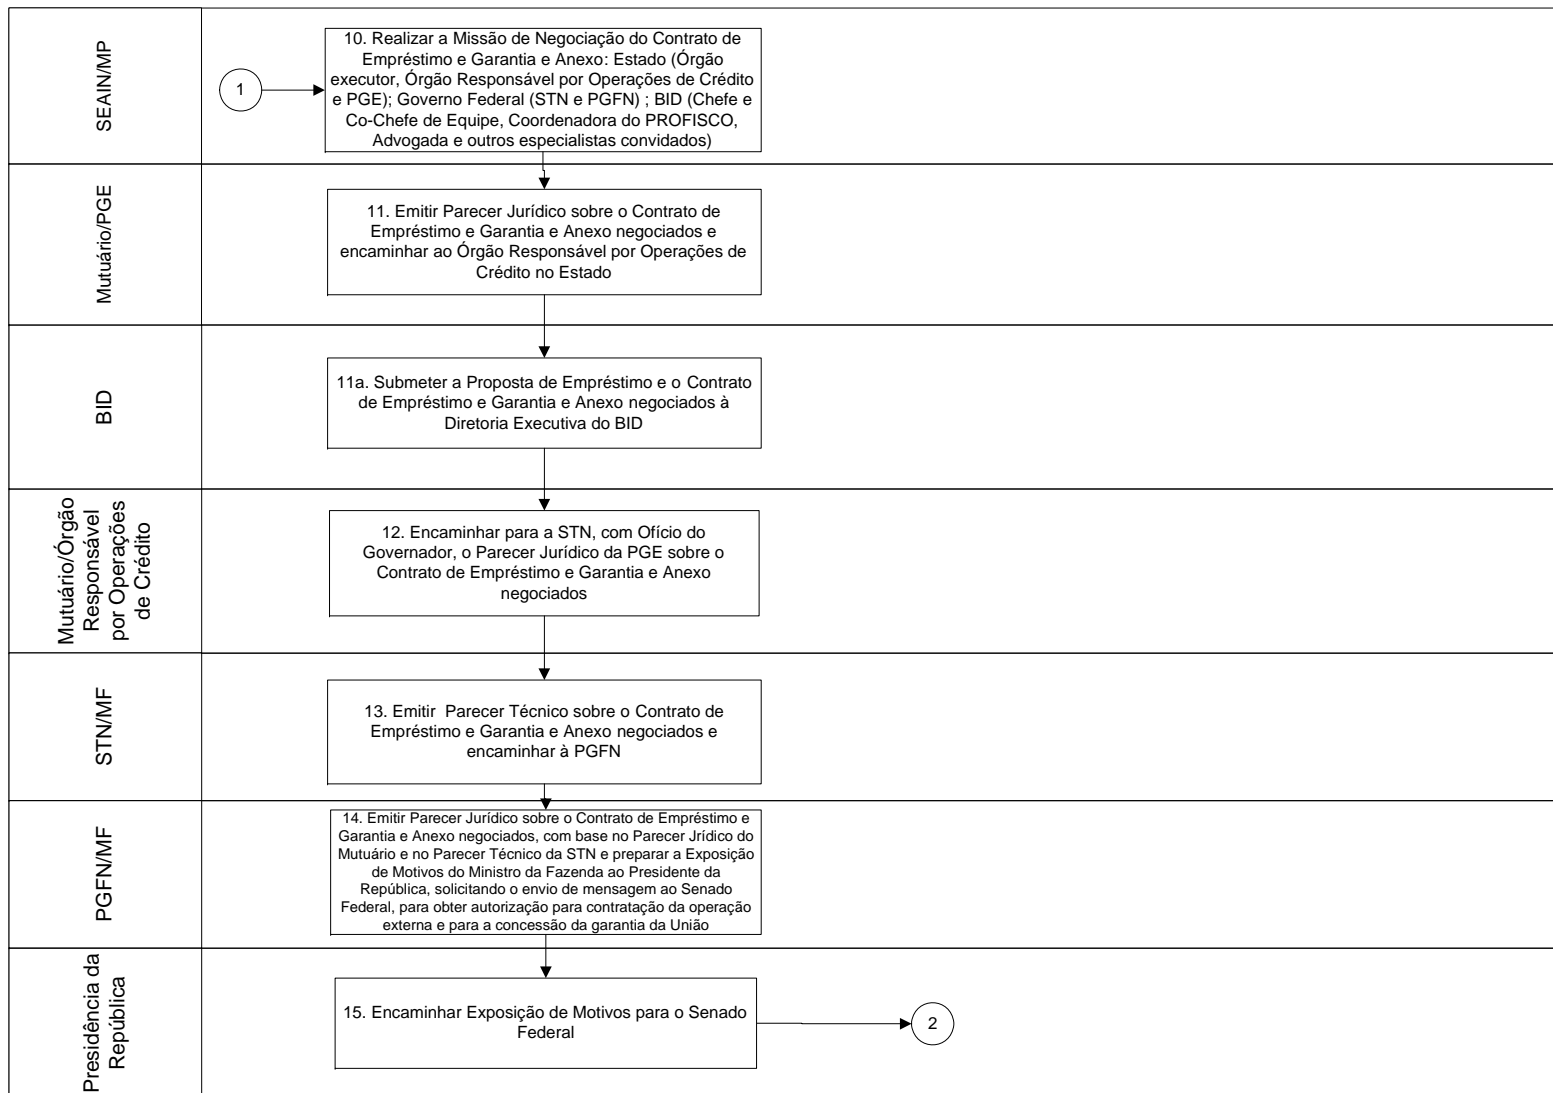 SEAIN/MP
1
10. Realizar a Missão de Negociação do Contrato de
Empréstimo e Garantia e Anexo: Estado (Órgão
executor, Órgão Responsável por Operações de Crédito
e PGE); Governo Federal (STN e PGFN) ; BID (Chefe e
Co-Chefe de Equipe, Coordenadora do PROFISCO,
Advogada e outros especialistas convidados)
Mutuário/PGE
11. Emitir Parecer Jurídico sobre o Contrato de
Empréstimo e Garantia e Anexo negociados e
encaminhar ao Órgão Responsável por Operações de
Crédito no Estado
BID
11a. Submeter a Proposta de Empréstimo e o Contrato
de Empréstimo e Garantia e Anexo negociados à
Diretoria Executiva do BID
Mutuário/Órgão
Responsável
por Operações
de Crédito
12. Encaminhar para a STN, com Ofício do
Governador, o Parecer Jurídico da PGE sobre o
Contrato de Empréstimo e Garantia e Anexo
negociados
STN/MF
13. Emitir Parecer Técnico sobre o Contrato de
Empréstimo e Garantia e Anexo negociados e
encaminhar à PGFN
PGFN/MF
14. Emitir Parecer Jurídico sobre o Contrato de Empréstimo e
Garantia e Anexo negociados, com base no Parecer Jrídico do
Mutuário e no Parecer Técnico da STN e preparar a Exposição
de Motivos do Ministro da Fazenda ao Presidente da
República, solicitando o envio de mensagem ao Senado
Federal, para obter autorização para contratação da operação
externa e para a concessão da garantia da União
Presidência da
República
15. Encaminhar Exposição de Motivos para o Senado
Federal
2